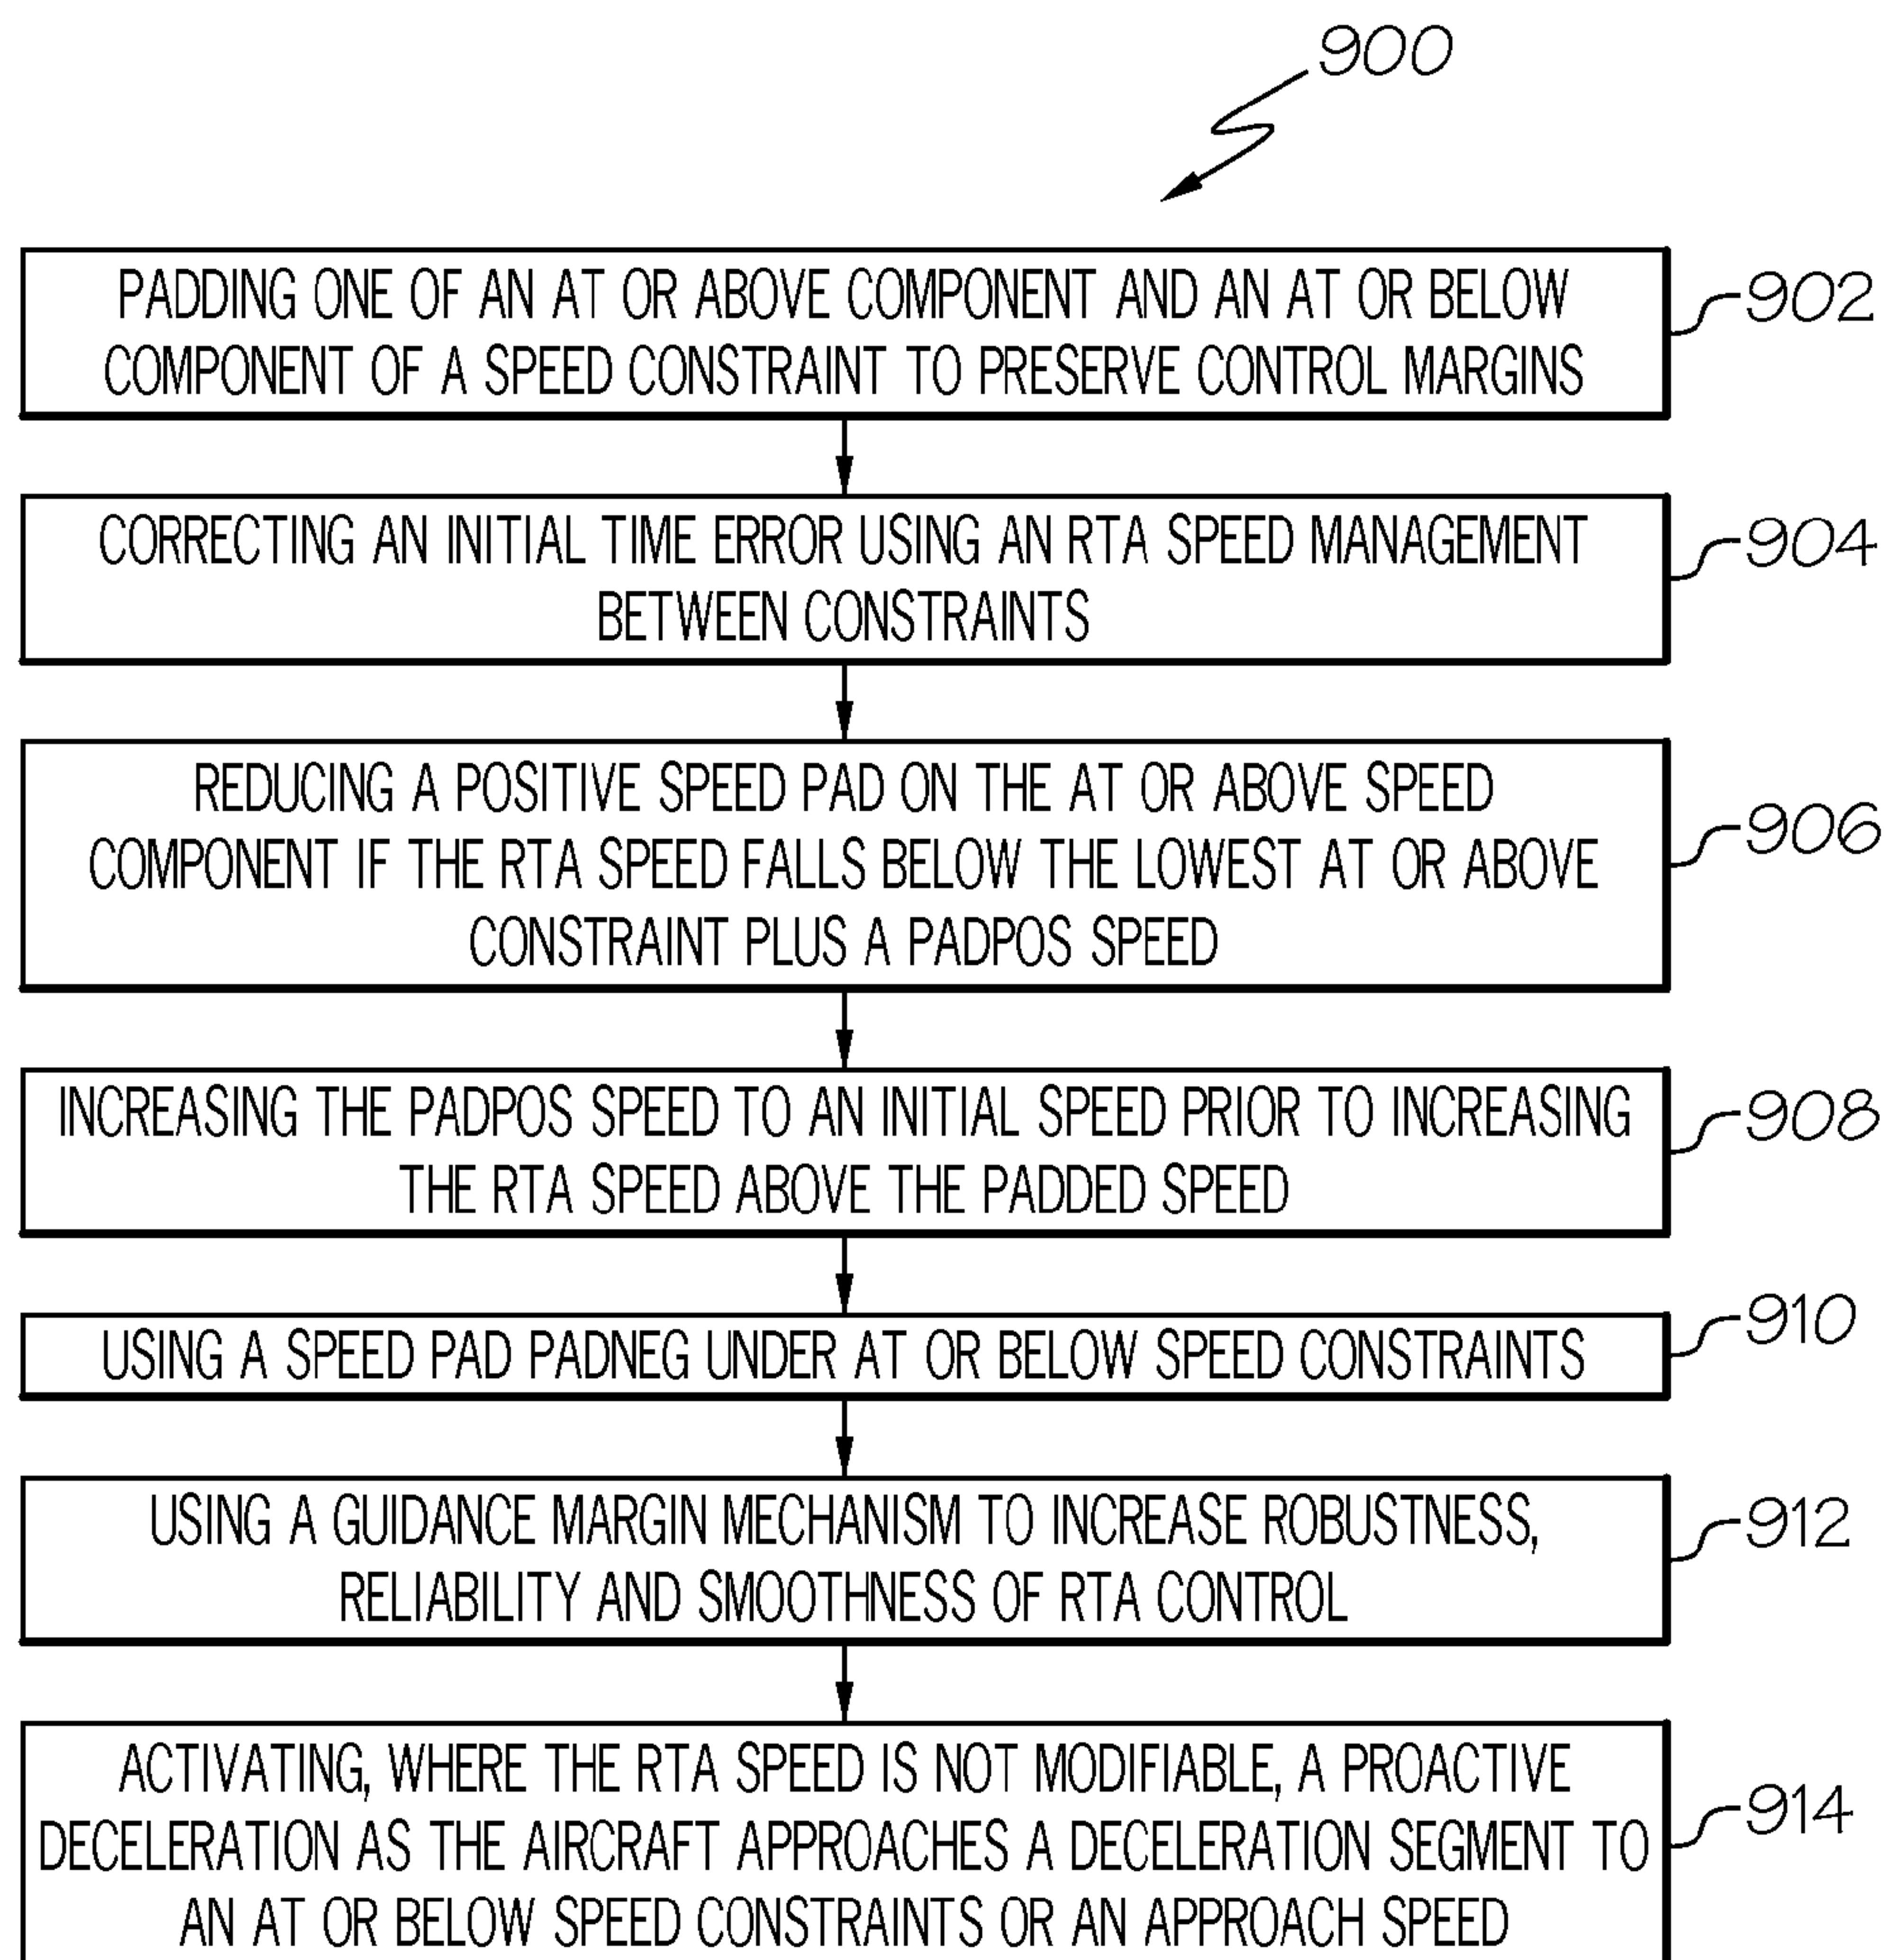 900
PADDING ONE OF AN AT OR ABOVE COMPONENT AND AN AT OR BELOW
COMPONENT OF A SPEED CONSTRAINT TO PRESERVE CONTROL MARGINS
902
CORRECTING AN INITIAL TIME ERROR USING AN RTA SPEED MANAGEMENT
BETWEEN CONSTRAINTS
904
REDUCING A POSITIVE SPEED PAD ON THE AT OR ABOVE SPEED
COMPONENT IF THE RTA SPEED FALLS BELOW THE LOWEST AT OR ABOVE
CONSTRAINT PLUS A PADPOS SPEED
906
INCREASING THE PADPOS SPEED TO AN INITIAL SPEED PRIOR TO INCREASING
THE RTA SPEED ABOVE THE PADDED SPEED
908
USING A SPEED PAD PADNEG UNDER AT OR BELOW SPEED CONSTRAINTS
910
USING A GUIDANCE MARGIN MECHANISM TO INCREASE ROBUSTNESS,
RELIABILITY AND SMOOTHNESS OF RTA CONTROL
912
ACTIVATING, WHERE THE RTA SPEED IS NOT MODIFIABLE, A PROACTIVE
DECELERATION AS THE AIRCRAFT APPROACHES A DECELERATION SEGMENT TO
AN AT OR BELOW SPEED CONSTRAINTS OR AN APPROACH SPEED
914